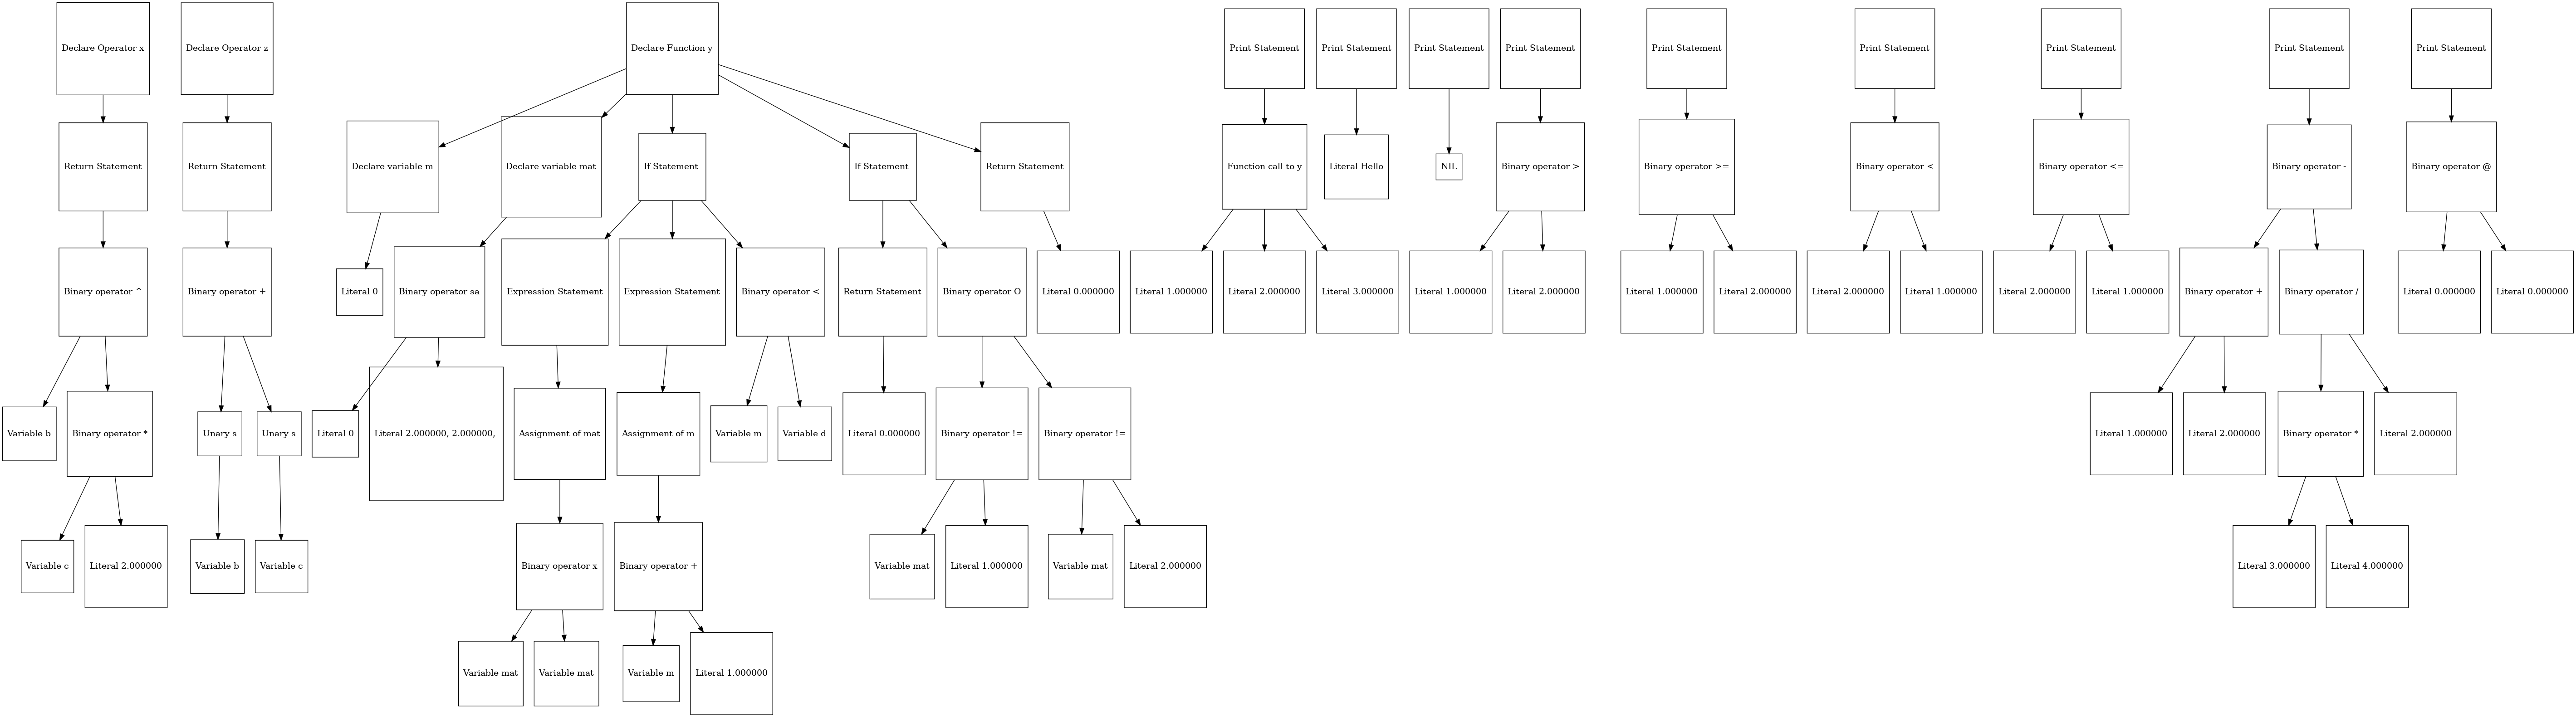 Declare Operator x
Declare Operator z
Declare Function y
Print Statement
Print Statement
Print Statement
Print Statement
Print Statement
Print Statement
Print Statement
Print Statement
Print Statement
Return Statement
Return Statement
Declare variable m
Declare variable mat
If Statement
If Statement
Return Statement
Function call to y
Literal Hello
NIL
Binary operator >
Binary operator >=
Binary operator <
Binary operator <=
Binary operator -
Binary operator @
Binary operator ^
Binary operator +
Literal 0
Binary operator sa
Expression Statement
Expression Statement
Binary operator <
Return Statement
Binary operator O
Literal 0.000000
Literal 1.000000
Literal 2.000000
Literal 3.000000
Literal 1.000000
Literal 2.000000
Literal 1.000000
Literal 2.000000
Literal 2.000000
Literal 1.000000
Literal 2.000000
Literal 1.000000
Binary operator +
Binary operator /
Literal 0.000000
Literal 0.000000
Variable b
Binary operator *
Unary s
Unary s
Literal 0
Literal 2.000000, 2.000000,
Assignment of mat
Assignment of m
Variable m
Variable d
Literal 0.000000
Binary operator !=
Binary operator !=
Literal 1.000000
Literal 2.000000
Binary operator *
Literal 2.000000
Variable c
Literal 2.000000
Variable b
Variable c
Binary operator x
Binary operator +
Variable mat
Literal 1.000000
Variable mat
Literal 2.000000
Literal 3.000000
Literal 4.000000
Variable mat
Variable mat
Variable m
Literal 1.000000